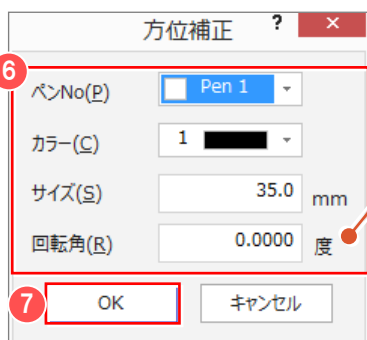 方位補正 ? ×
6
ペンNo(P) Pen 1
カラー(C) 1
サイズ(S) 35.0 mm
回転角(R) 0.0000 度
7 OK キャンセル